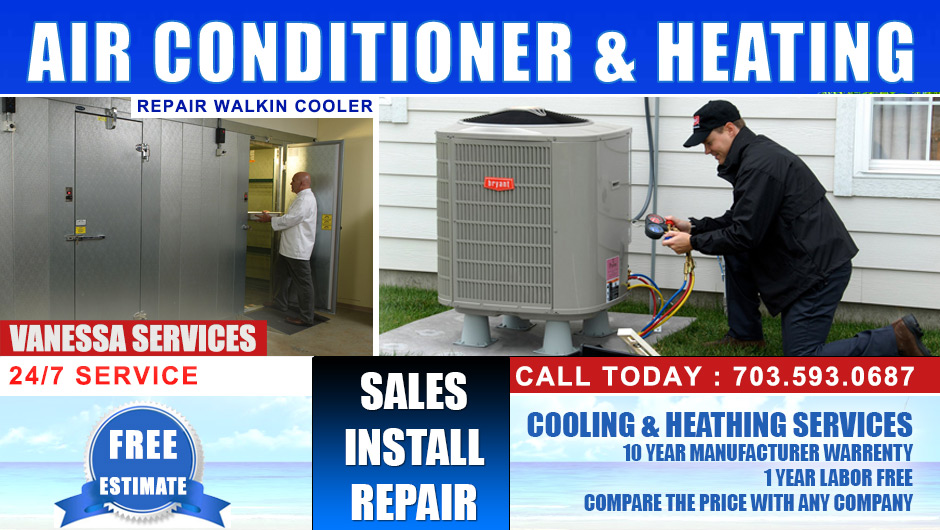 AIR CONDITIONER & HEATING
REPAIR WALKIN COOLER
bryant
VANESSA SERVICES
24/7 SERVICE
FREE
ESTIMATE
SALES
INSTALL
REPAIR
CALL TODAY : 703.593.0687
COOLING & HEATHING SERVICES
10 YEAR MANUFACTURER WARRENTY
1 YEAR LABOR FREE
COMPARE THE PRICE WITH ANY COMPANY